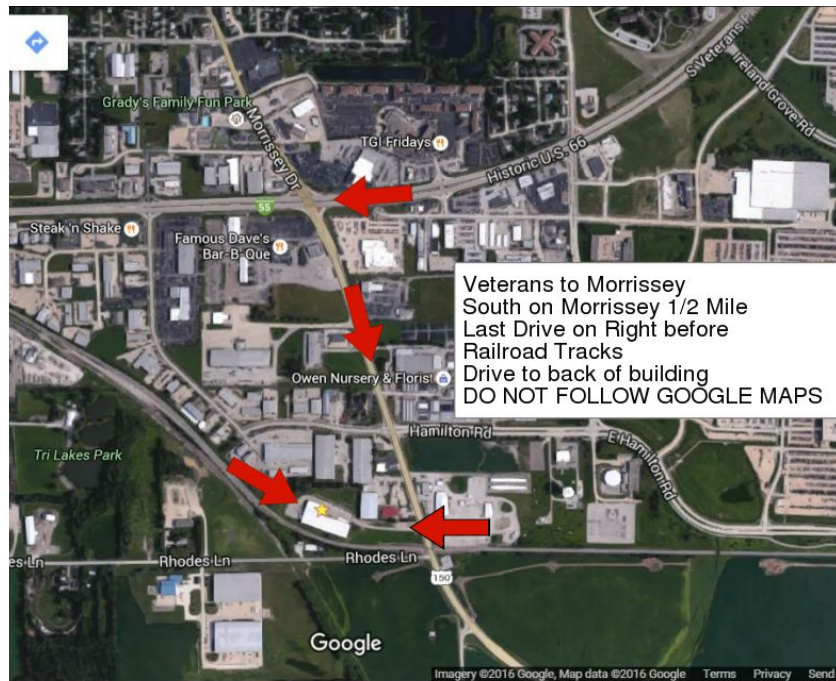 Grady's Family Fun Park
Morrissey Dr
TGI Fridays
Historic U.S. 66
S Veterans P
Ireland Grove Rd
55
Steak 'n Shake
Famous Dave's
Bar-B-Que
Veterans to Morrissey
South on Morrissey 1/2 Mile
Last Drive on Right before
Railroad Tracks
Drive to back of building
DO NOT FOLLOW GOOGLE MAPS
Owen Nursery & Florist
Hamilton Rd
E Hamilton Rd
Tri Lakes Park
es Ln
Rhodes Ln
Rhodes Ln
150
Google
Imagery ©2016 Google, Map data ©2016 Google Terms Privacy Send